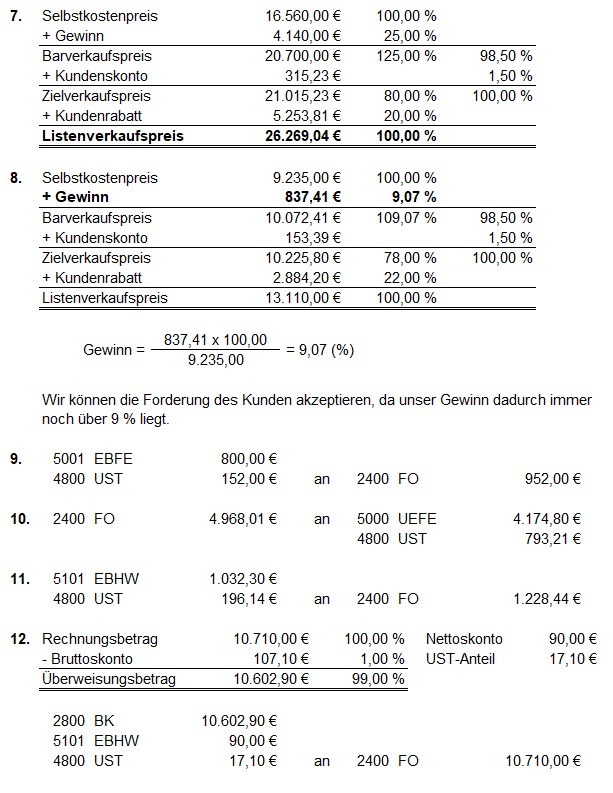 7. Selbstkostenpreis 16.560,00 € 100,00 %
+ Gewinn 4.140,00 € 25,00 %
Barverkaufspreis 20.700,00 € 125,00 % 98,50 %
+ Kundenskonto 315,23 € 1,50 %
Zielverkaufspreis 21.015,23 € 80,00 % 100,00 %
+ Kundenrabatt 5.253,81 € 20,00 %
Listenverkaufspreis 26.269,04 € 100,00 %
8. Selbstkostenpreis 9.235,00 € 100,00 %
+ Gewinn 837,41 € 9,07 %
Barverkaufspreis 10.072,41 € 109,07 % 98,50 %
+ Kundenskonto 153,39 € 1,50 %
Zielverkaufspreis 10.225,80 € 78,00 % 100,00 %
+ Kundenrabatt 2.884,20 € 22,00 %
Listenverkaufspreis 13.110,00 € 100,00 %
837,41 x 100,00
Gewinn = = 9,07 (%)
9.235,00
Wir können die Forderung des Kunden akzeptieren, da unser Gewinn dadurch immer
noch über 9 % liegt.
9. 5001 EBFE 800,00 €
4800 UST 152,00 € an 2400 FO 952,00 €
10. 2400 FO 4.968,01 € an 5000 UEFE 4.174,80 €
4800 UST 793,21 €
11. 5101 EBHW 1.032,30 €
4800 UST 196,14 € an 2400 FO 1.228,44 €
12. Rechnungsbetrag 10.710,00 € 100,00 % Nettoskonto 90,00 €
- Bruttoskonto 107,10 € 1,00 % UST-Anteil 17,10 €
Überweisungsbetrag 10.602,90 € 99,00 %
2800 BK 10.602,90 €
5101 EBHW 90,00 €
4800 UST 17,10 € an 2400 FO 10.710,00 €